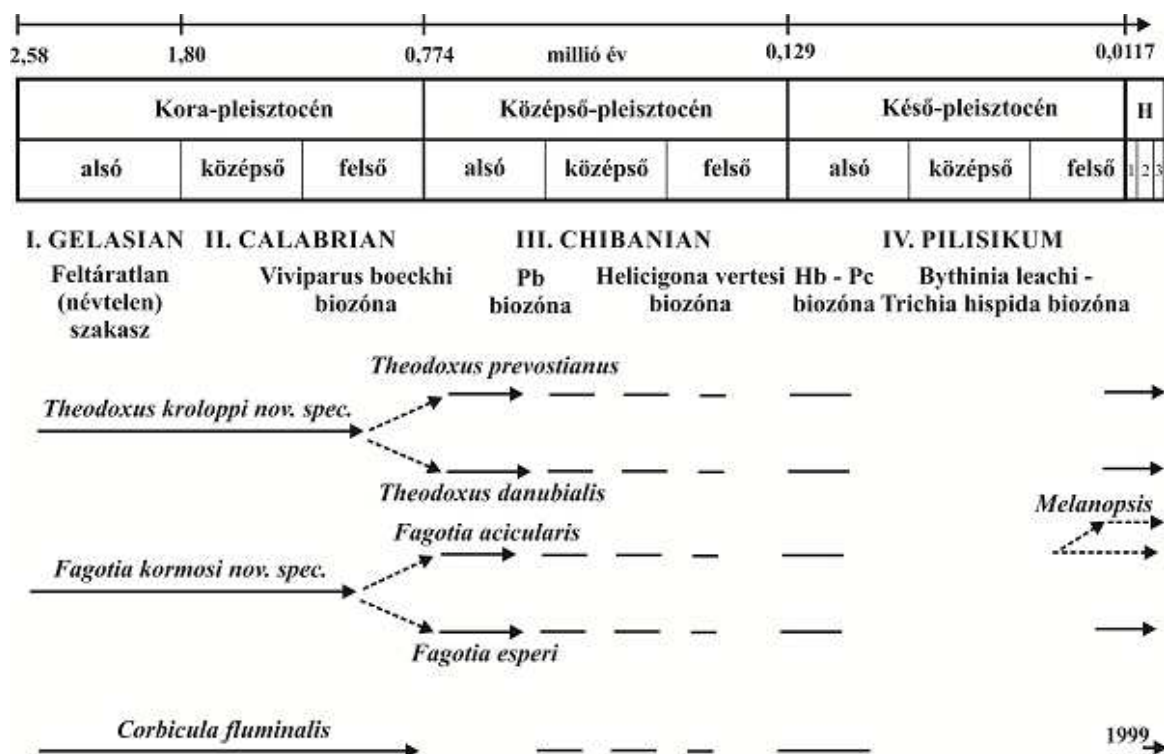 2,58 1,80 0,774 millió év 0,129 0,0117
Kora-pleisztocén Középső-pleisztocén Késő-pleisztocén H
alsó középső felső alsó középső felső alsó középső felső 1 2 3
I. GELASIAN II. CALABRIAN III. CHIBANIAN IV. PILISIKUM
Feltáratlan Viviparus boeckhi Pb Helicigona vertesi Hb - Pc Bythinia leachi -
(névtelen) biozóna biozóna biozóna biozóna Trichia hispida biozóna
szakasz
Theodoxus prevostianus
Theodoxus kroloppi nov. spec.
Theodoxus danubialis
Melanopsis
Fagotia acicularis
Fagotia kormosi nov. spec.
Fagotia esperi
Corbicula fluminalis 1999